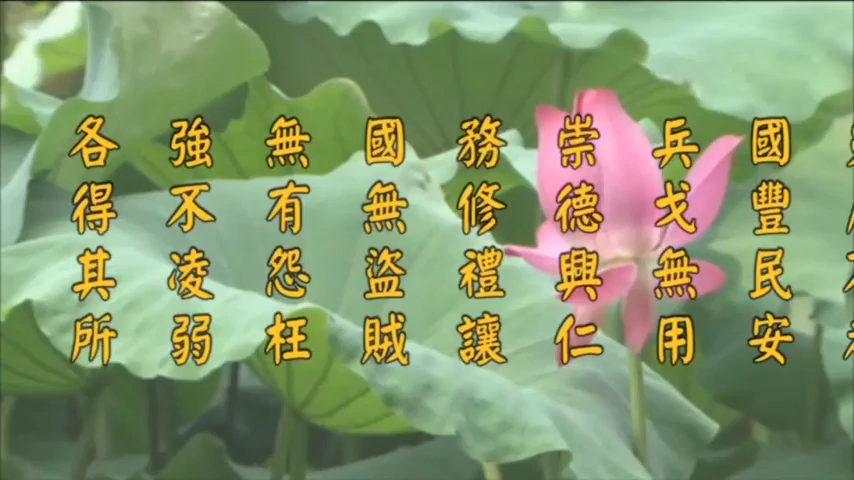 國豐民安
兵戈無用
崇德興仁
務修禮讓
國無盜賊
無有怨枉
強不凌弱
各得其所